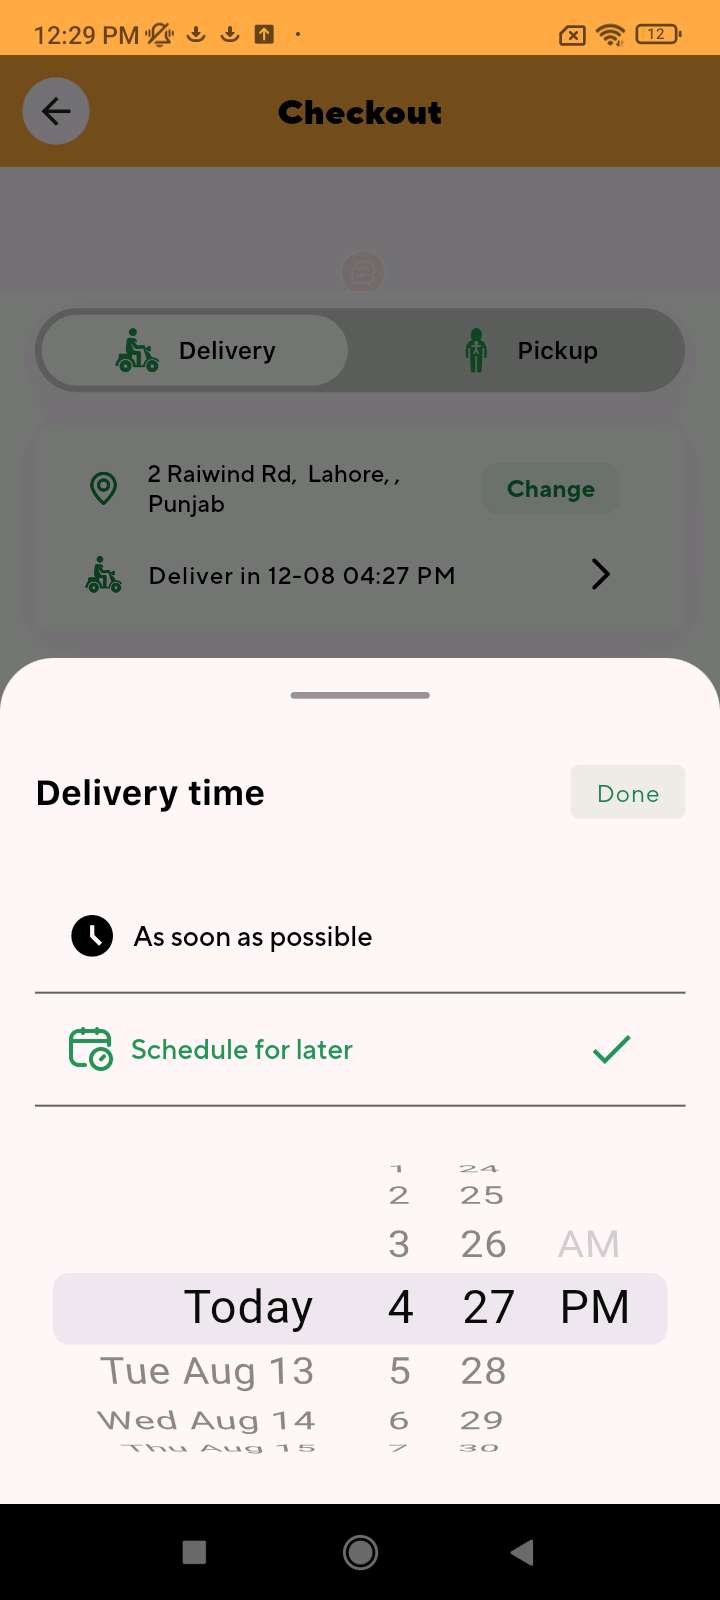 12:29 PM
12
Checkout
Delivery
Pickup
2 Raiwind Rd,  Lahore, ,
Punjab
Change
Deliver in 12-08 04:27 PM
Delivery time
Done
As soon as possible
Schedule for later
1 24
2 25
3 26 AM
Today 4 27 PM
Tue Aug 13 5 28
Wed Aug 14 6 29
Thu Aug 15 7 30